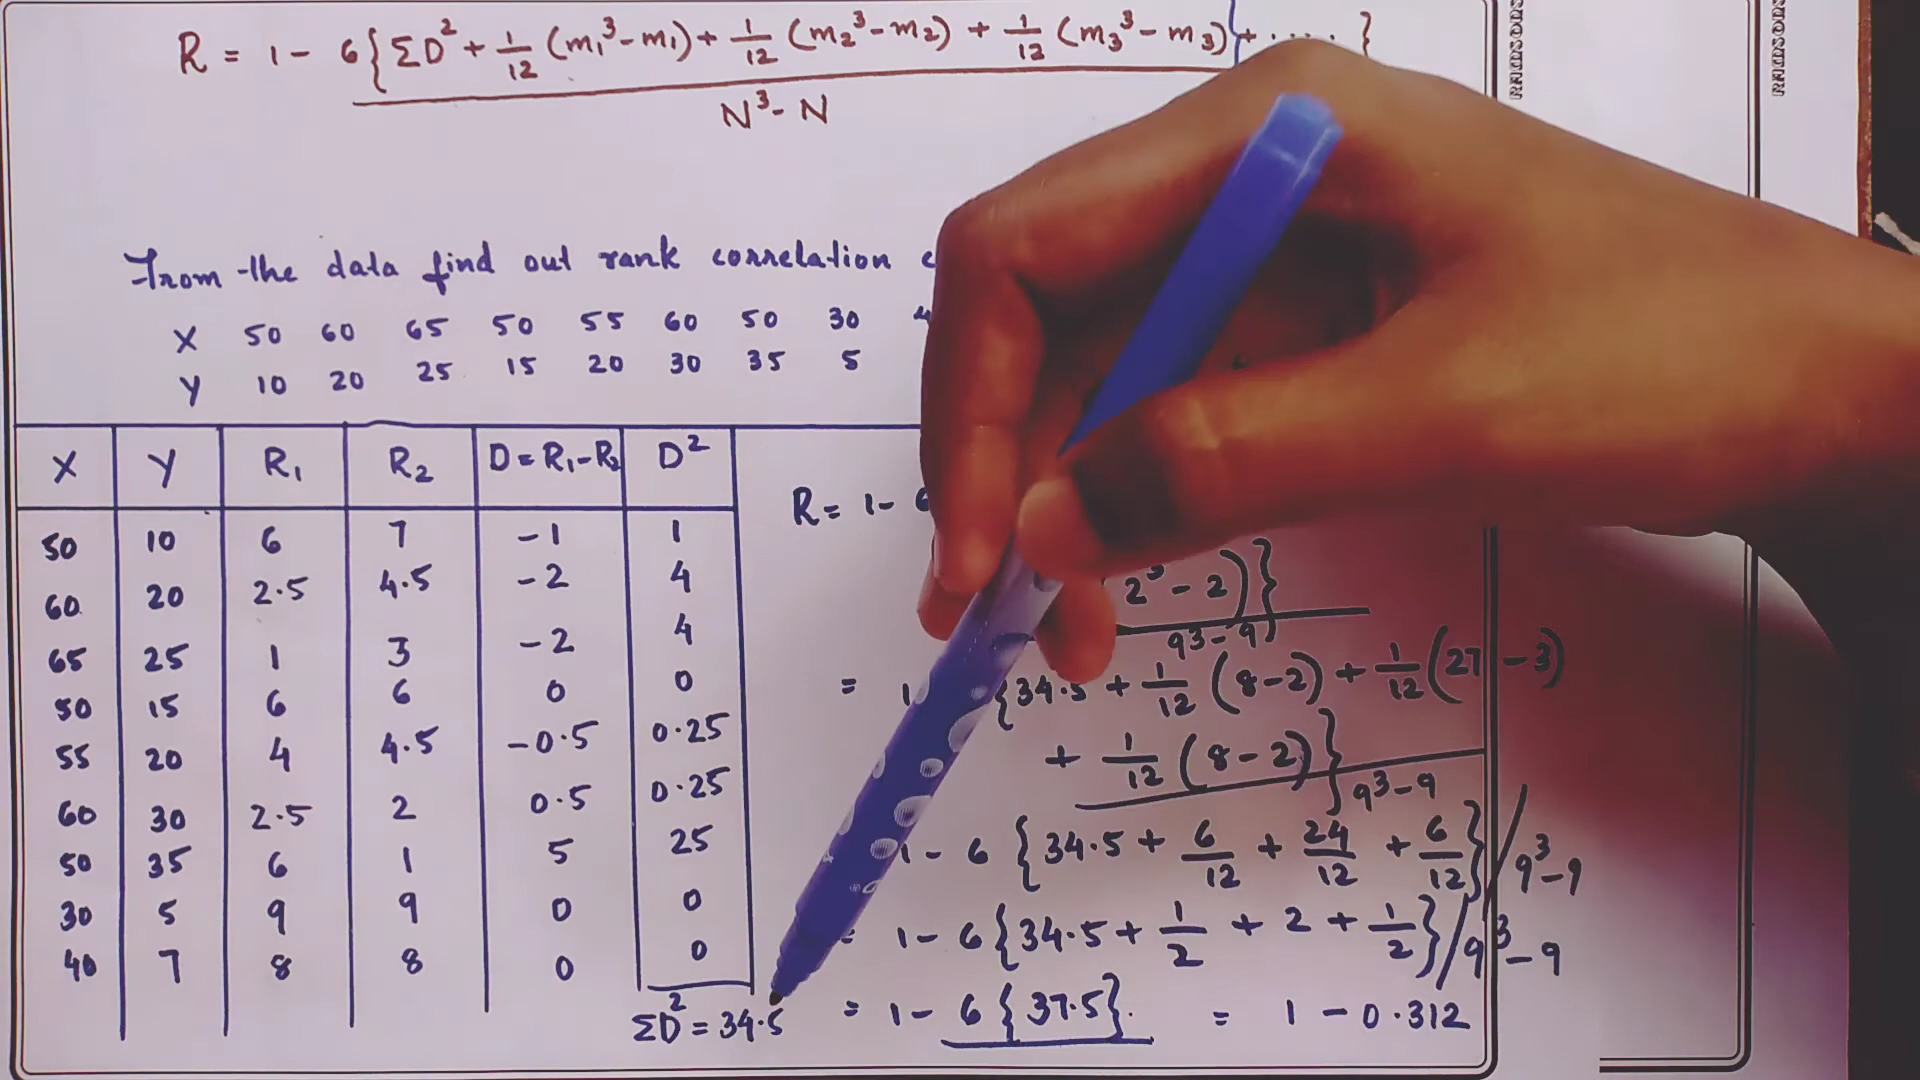 R = 1 - 6{ΣD² + 1/12 (m₁³-m₁) + 1/12 (m₂³-m₂) + 1/12 (m₃³-m₃) + ....}
N³-N
From the data find out rank correlation
X 50 60 65 50 55 60 50 30
Y 10 20 25 15 20 30 35 5
X Y R₁ R₂ D=R₁-R₂ D²
50 10 6 7 -1 1
60 20 2.5 4.5 -2 4
65 25 1 3 -2 4
50 15 6 6 0 0
55 20 4 4.5 -0.5 0.25
60 30 2.5 2 0.5 0.25
50 35 6 1 5 25
30 5 9 9 0 0
40 7 8 8 0 0
ΣD² = 34.5
R = 1 -
2³-2)}
9³-9
= 1 {34.5 + 1/12 (8-2) + 1/12 (27-3)
+ 1/12 (8-2)}
9³-9
1 - 6 {34.5 + 6/12 + 24/12 + 6/12}/9³-9
= 1 - 6{34.5 + 1/2 + 2 + 1/2}/9³-9
= 1 - 6{37.5}. = 1 - 0.312